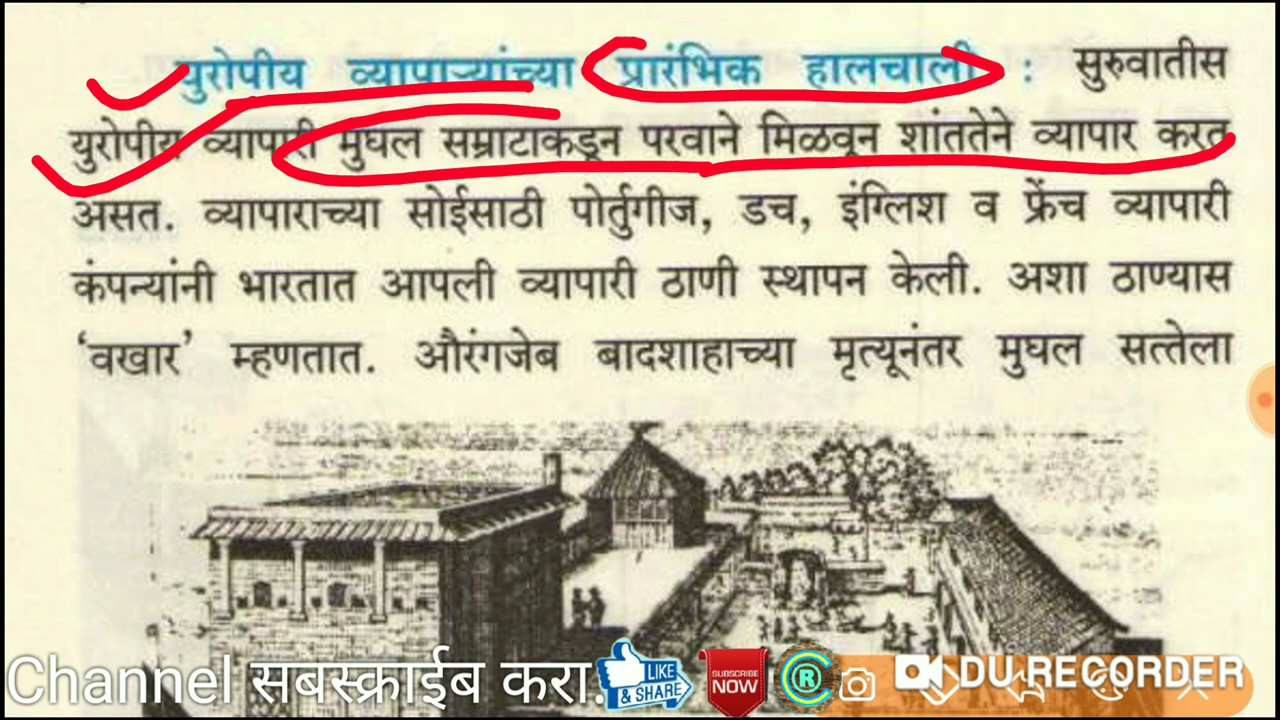 युरोपीय व्यापाऱ्यांच्या प्रारंभिक हालचाली : सुरुवातीस
युरोपीय व्यापारी मुघल सम्राटाकडून परवाने मिळवून शांततेने व्यापार करत
असत. व्यापाराच्या सोईसाठी पोर्तुगीज, डच, इंग्लिश व फ्रेंच व्यापारी
कंपन्यांनी भारतात आपली व्यापारी ठाणी स्थापन केली. अशा ठाण्यास
‘वखार’ म्हणतात. औरंगजेब बादशाहाच्या मृत्यूनंतर मुघल सत्तेला
Channel सबस्क्राईब करा.
LIKE
& SHARE
SUBSCRIBE
NOW
R
DU RECORDER